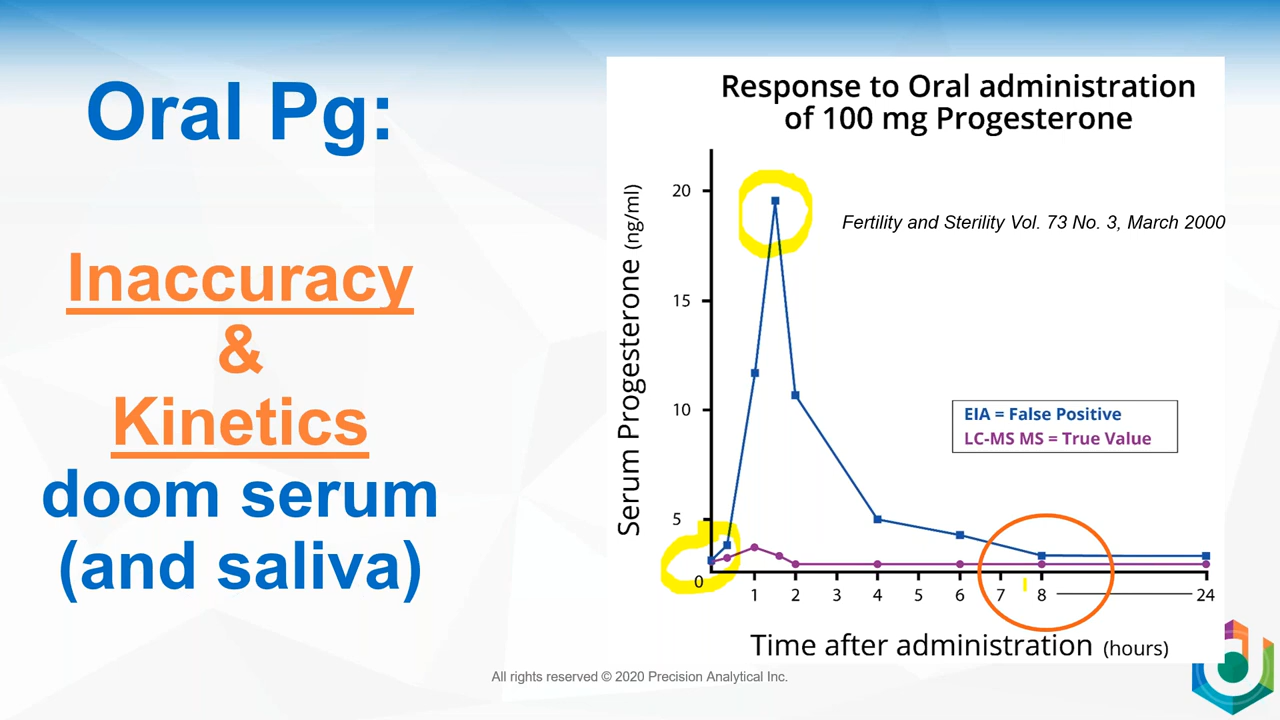 Oral Pg:
Inaccuracy
&
Kinetics
doom serum
(and saliva)
Response to Oral administration
of 100 mg Progesterone
Fertility and Sterility Vol. 73 No. 3, March 2000
Serum Progesterone (ng/ml)
20
15
10
5
0
EIA = False Positive
LC-MS MS = True Value
1 2 3 4 5 6 7 8 24
Time after administration (hours)
All rights reserved © 2020 Precision Analytical Inc.